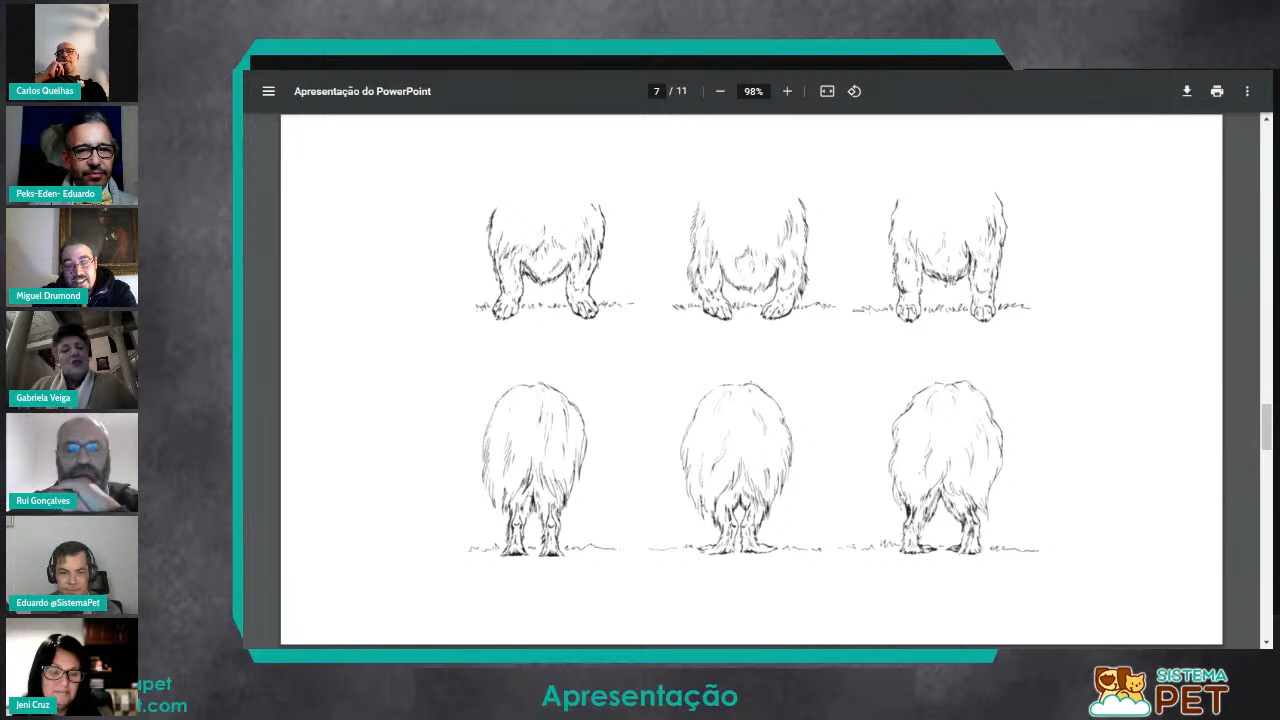 Carlos Quelhas
Peks-Eden- Eduardo
Miguel Drumond
Gabriela Veiga
Rui Gonçalves
Eduardo @SistemaPet
Jeni Cruz
Apresentação do PowerPoint
7 / 11
98%
pet
t.com
Apresentação
SISTEMA
PET